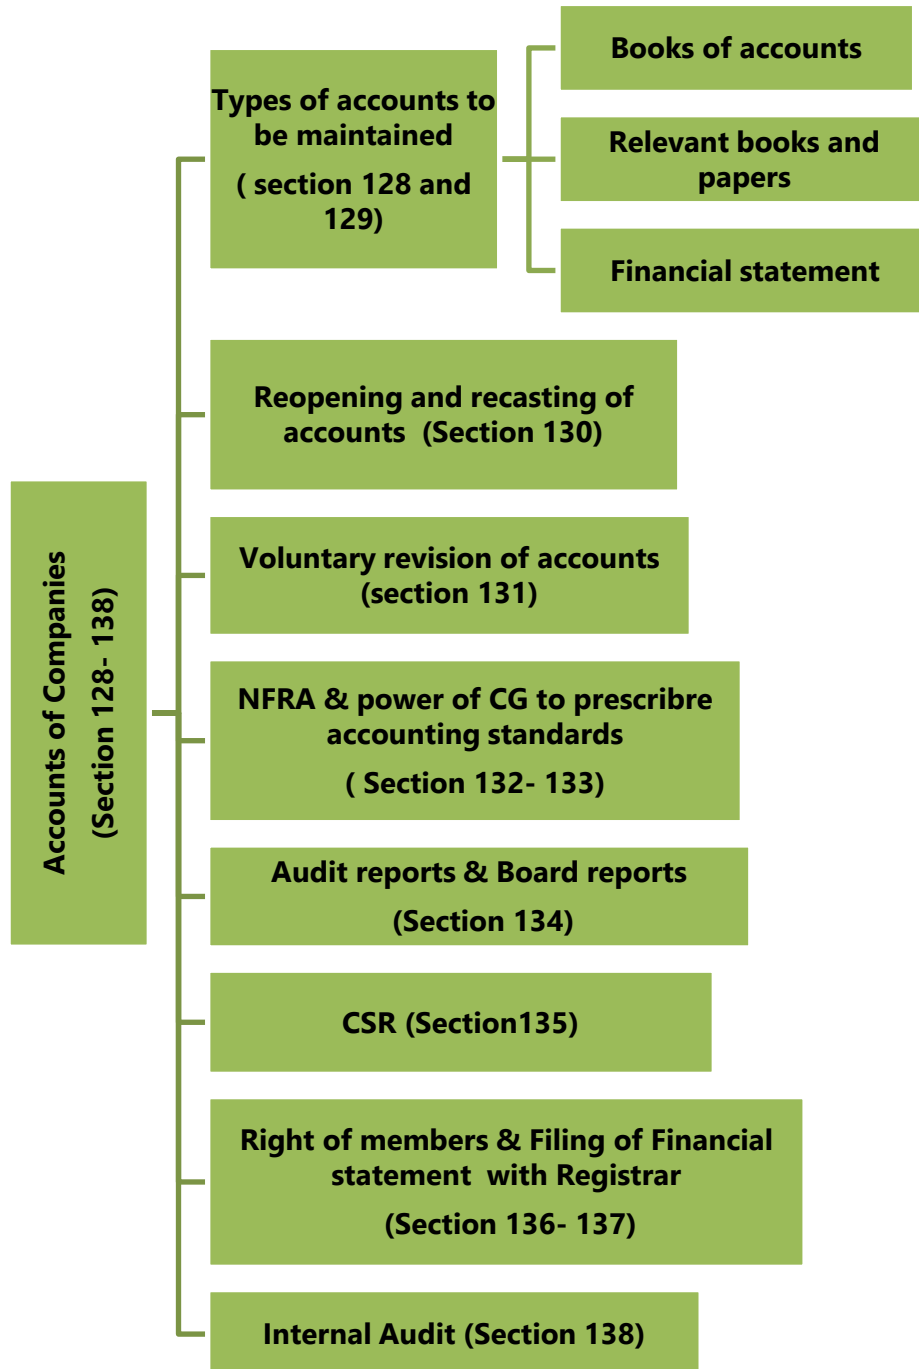 Accounts of Companies
(Section 128- 138)
Types of accounts to
be maintained
( section 128 and
129)
Books of accounts
Relevant books and
papers
Financial statement
Reopening and recasting of
accounts (Section 130)
Voluntary revision of accounts
(section 131)
NFRA & power of CG to prescribre
accounting standards
( Section 132- 133)
Audit reports & Board reports
(Section 134)
CSR (Section135)
Right of members & Filing of Financial
statement with Registrar
(Section 136- 137)
Internal Audit (Section 138)